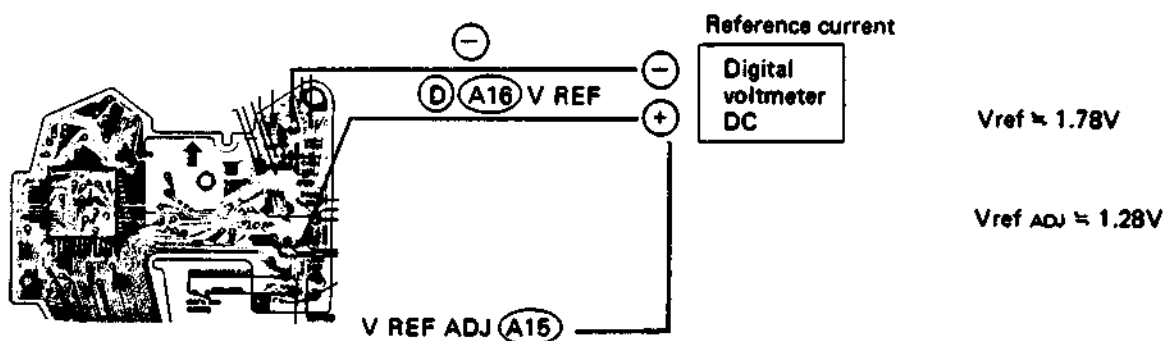 Reference current
⊖
⊖
Digital
voltmeter
DC
Ⓓ A16 V REF
⊕
Vref ≒ 1.78V
Vref ADJ ≒ 1.28V
V REF ADJ A15